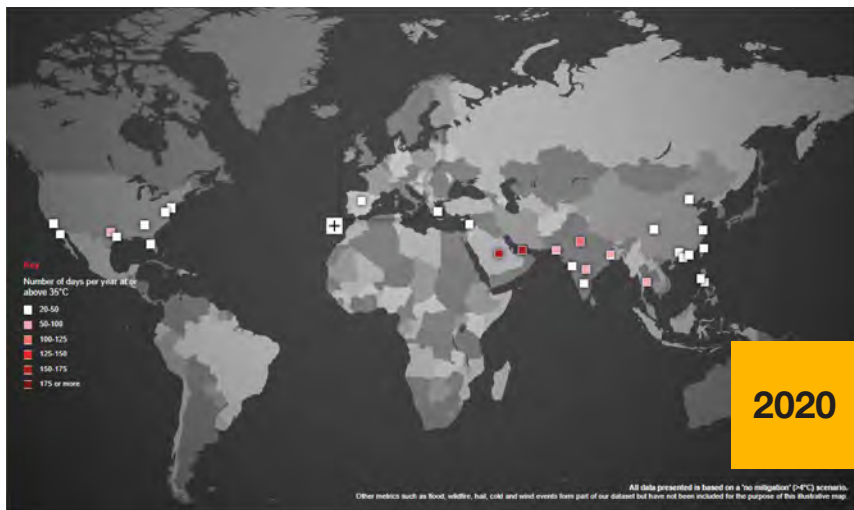 Key
Number of days per year at or
above 35°C
20-50
50-100
100-125
125-150
150-175
175 or more
2020
All data presented is based on a 'no mitigation' (>4°C) scenario.
Other metrics such as flood, wildfire, hail, cold and wind events form part of our dataset but have not been included for the purpose of this illustrative map.